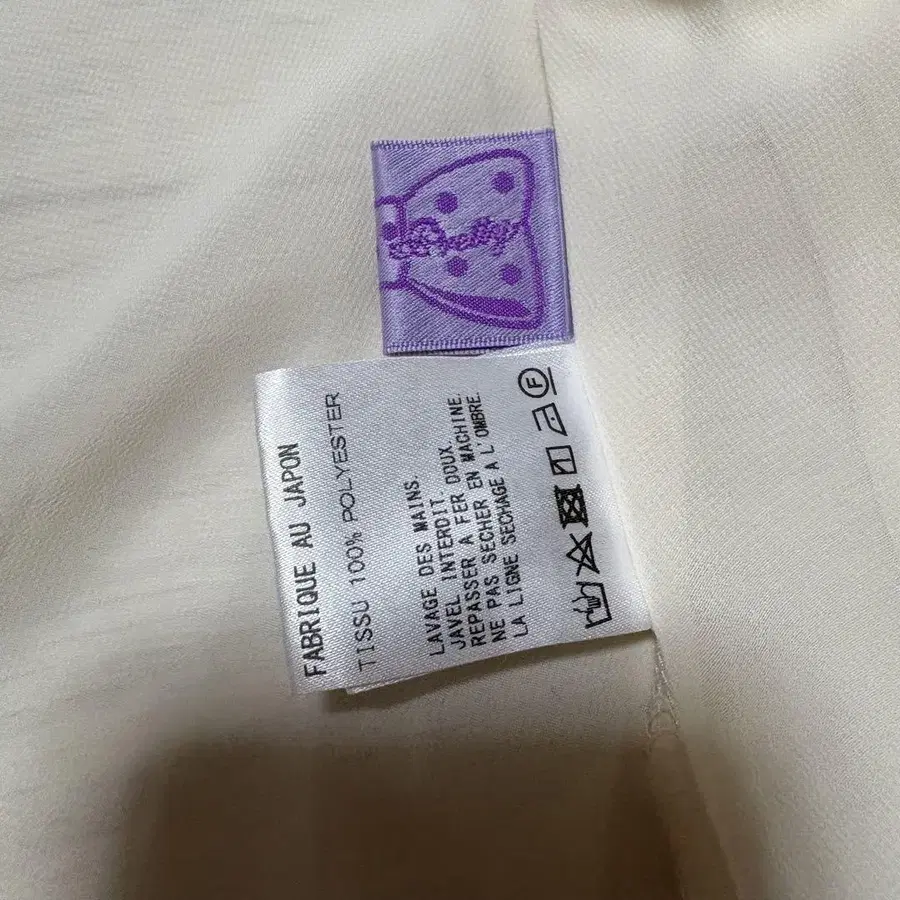 FABRIQUE AU JAPON
TISSU 100% POLYESTER
LAVAGE DES MAINS.
JAVEL INTERDIT.
REPASSER A FER DOUX.
NE PAS SECHER EN MACHINE.
LA LIGNE SECHAGE A L'OMBRE.
F